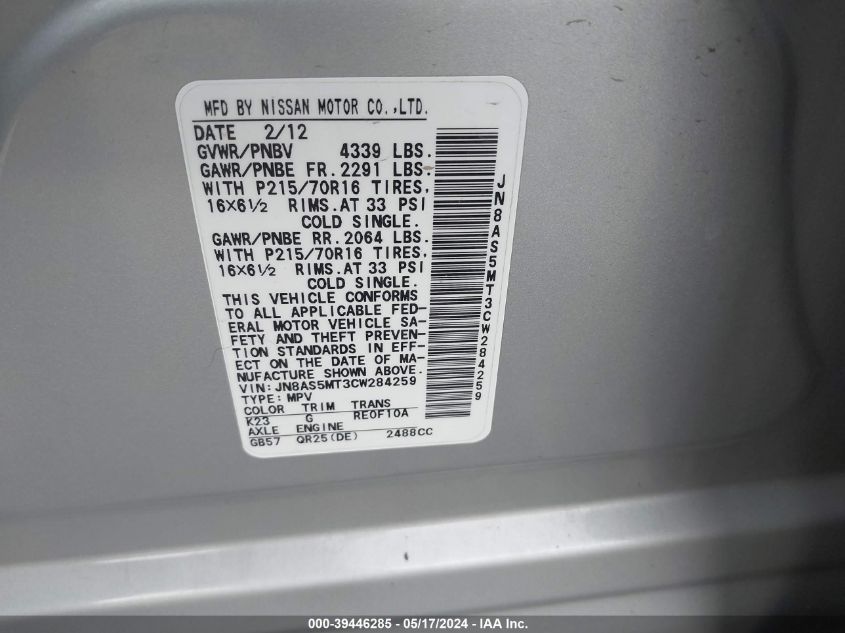 MFD BY NISSAN MOTOR CO.,LTD.
DATE 2/12
GVWR/PNBV 4339 LBS.
GAWR/PNBE FR.2291 LBS.
WITH P215/70R16 TIRES,
16X6½ RIMS.AT 33 PSI
COLD SINGLE.
GAWR/PNBE RR.2064 LBS.
WITH P215/70R16 TIRES,
16X6½ RIMS.AT 33 PSI
COLD SINGLE.
THIS VEHICLE CONFORMS
TO ALL APPLICABLE FED-
ERAL MOTOR VEHICLE SA-
FETY AND THEFT PREVEN-
TION STANDARDS IN EFF-
ECT ON THE DATE OF MA-
NUFACTURE SHOWN ABOVE.
VIN: JN8AS5MT3CW284259
TYPE: MPV
COLOR TRIM TRANS
K23 G RE0F10A
AXLE ENGINE
GB57 QR25(DE) 2488CC
JN8AS5MT3CW284259
000-39446285 - 05/17/2024 - IAA Inc.